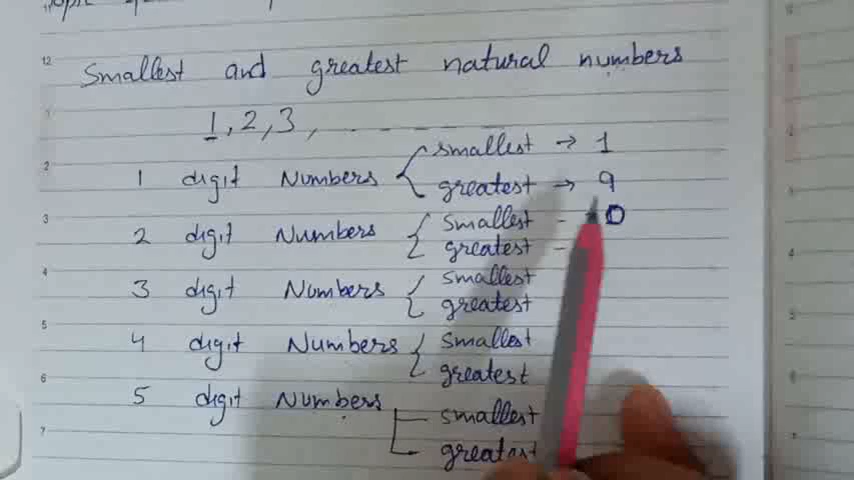 Smallest and greatest natural numbers
1, 2, 3, - - - - - -
1 digit Numbers smallest → 1
greatest → 9
2 digit Numbers smallest - 0
greatest -
3 digit Numbers smallest
greatest
4 digit Numbers smallest
greatest
5 digit Numbers smallest
greatest